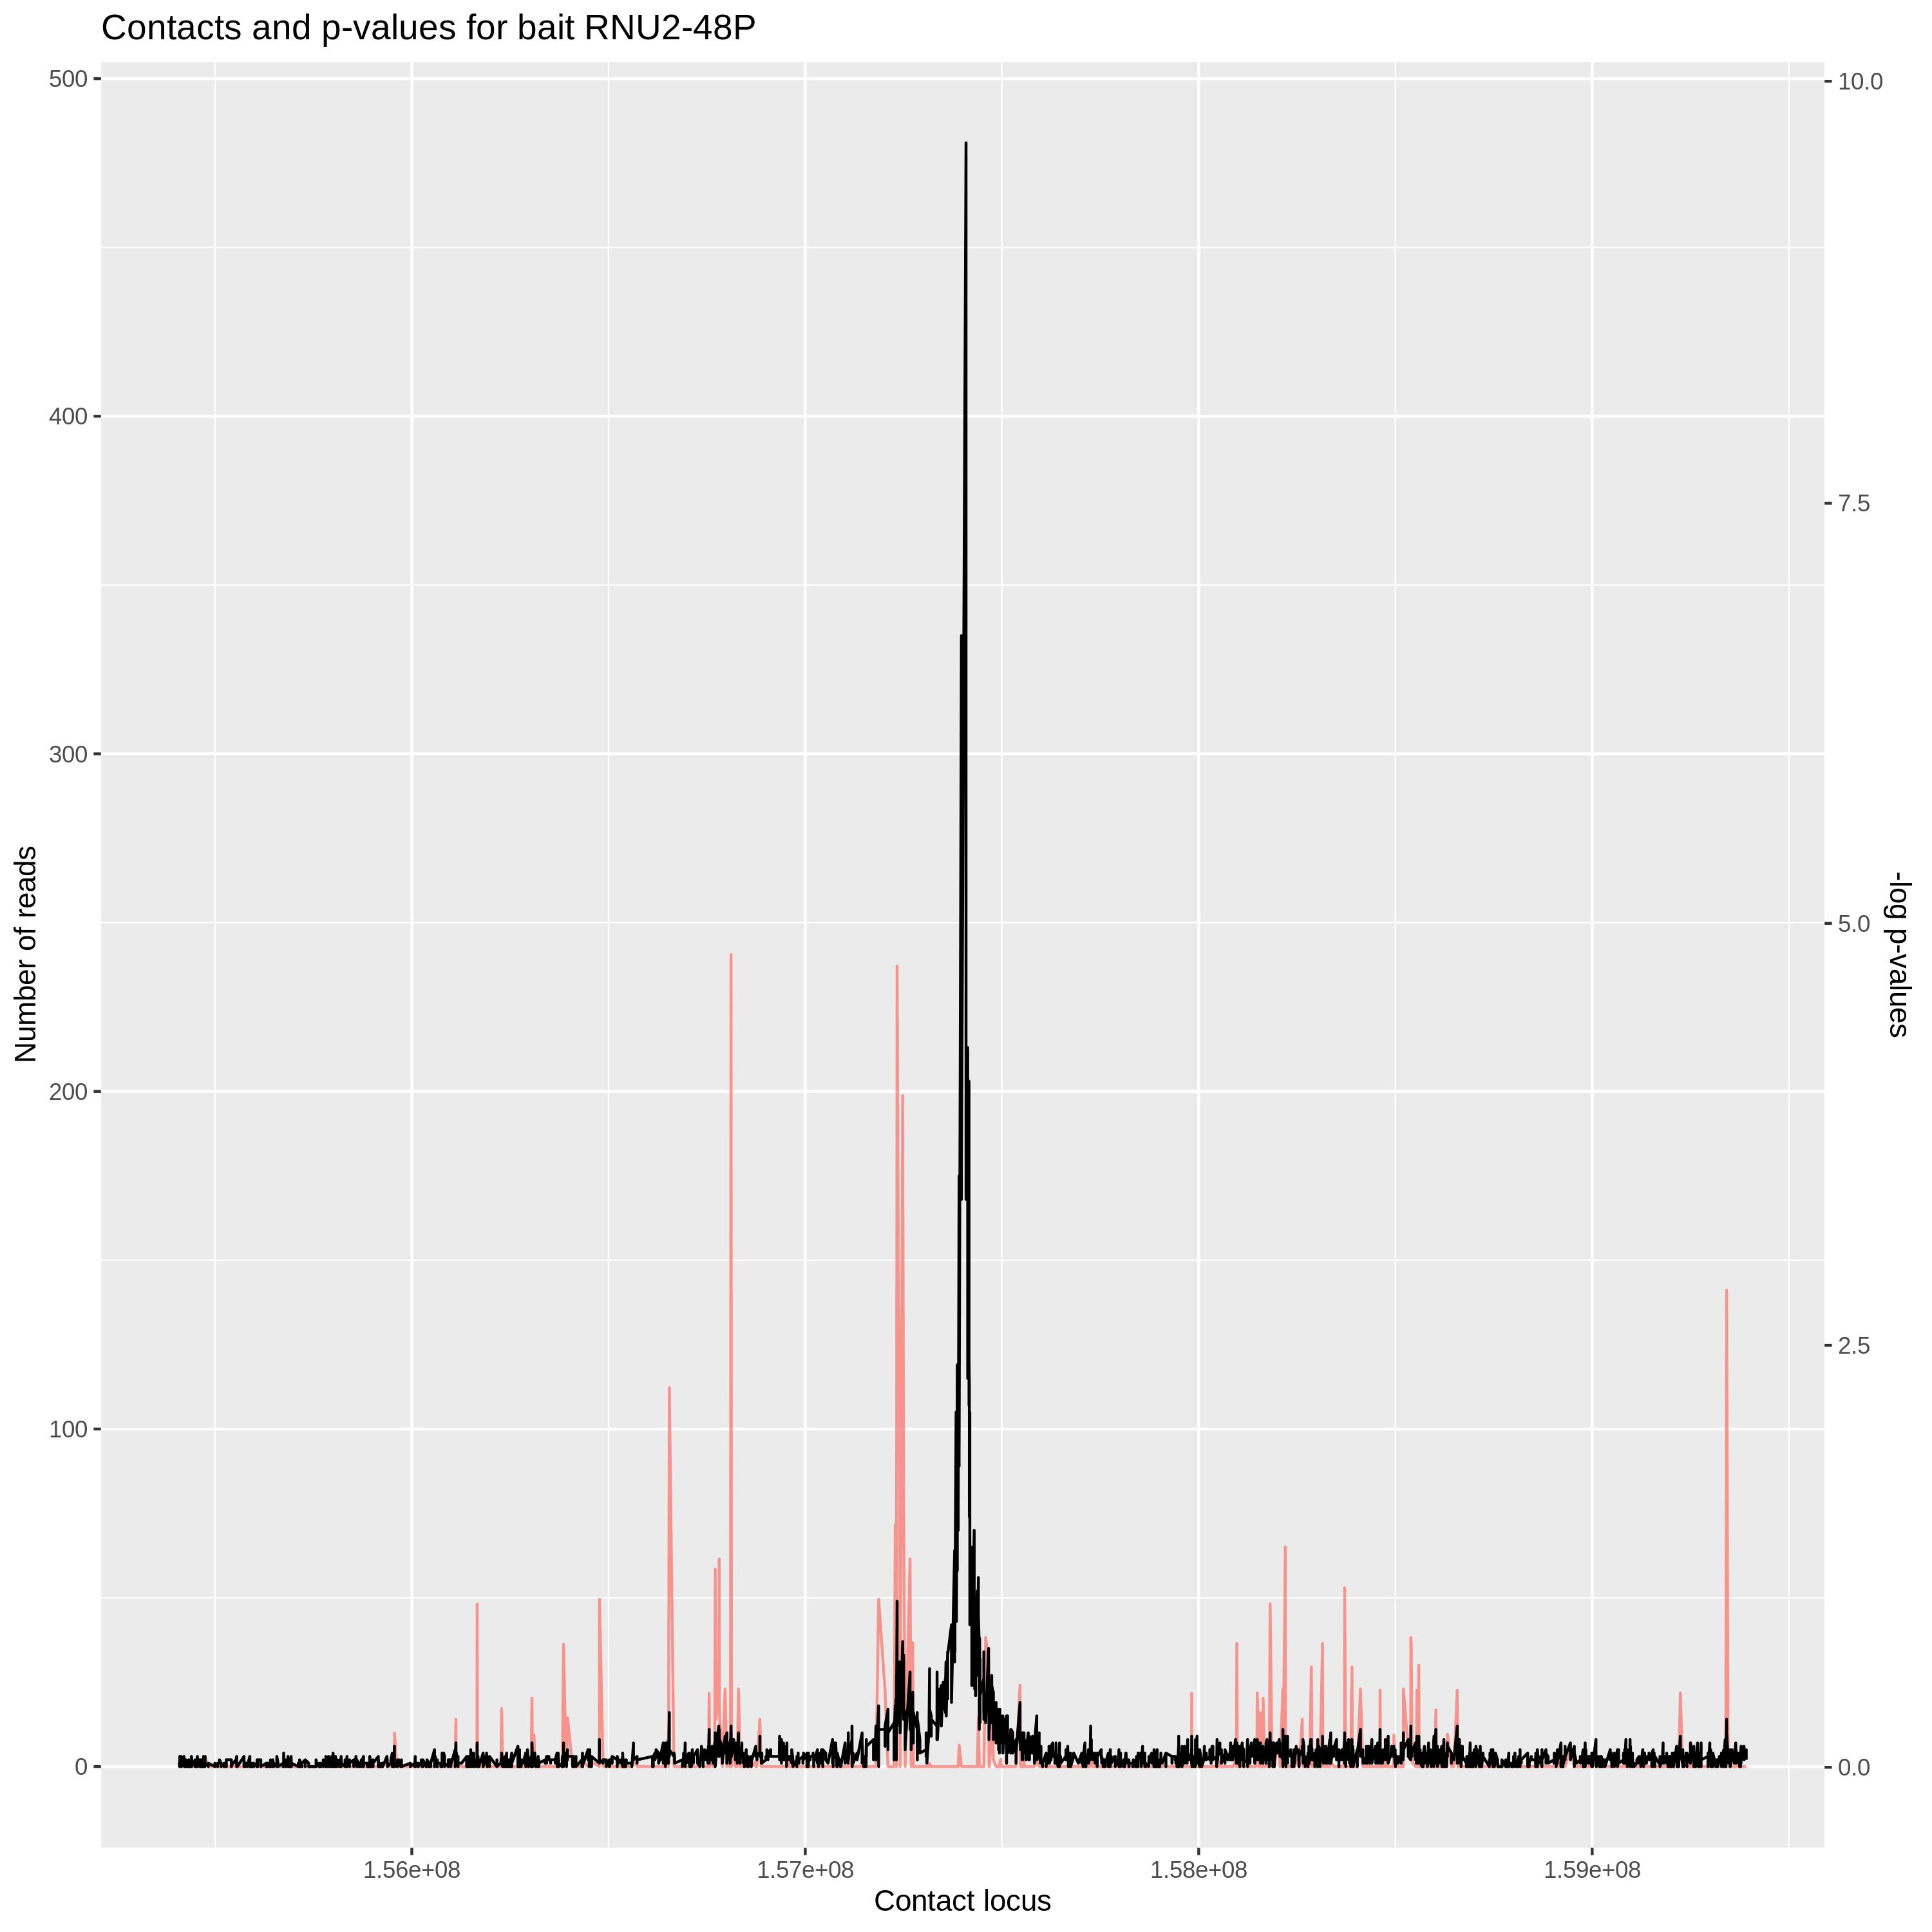 Contacts and p-values for bait RNU2-48P
500
400
300
200
100
0
Number of reads
10.0
7.5
5.0
2.5
0.0
-log p-values
1.56e+08
1.57e+08
1.58e+08
1.59e+08
Contact locus